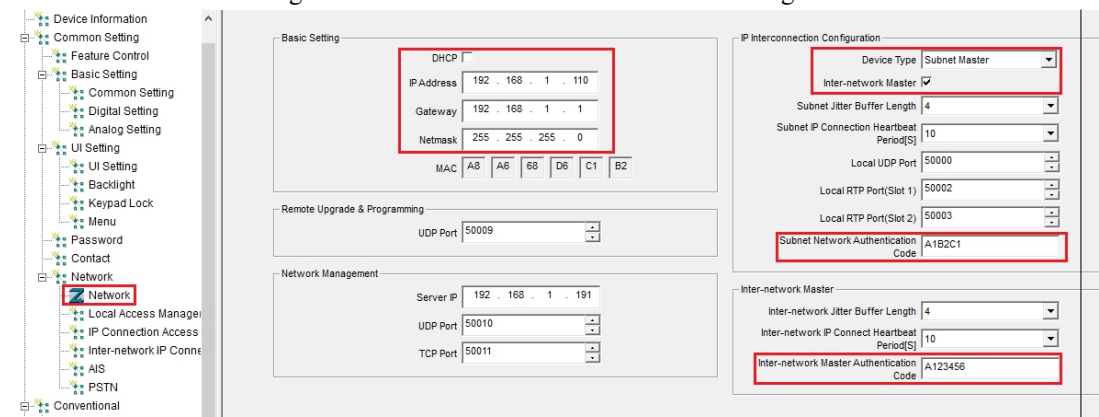 Device Information
Common Setting
Feature Control
Basic Setting
Common Setting
Digital Setting
Analog Setting
UI Setting
UI Setting
Backlight
Keypad Lock
Menu
Password
Contact
Network
Network
Local Access Manage
IP Connection Access
Inter-network IP Conne
AIS
PSTN
Conventional
Basic Setting
DHCP
IP Address 192 . 168 . 1 . 110
Gateway 192 . 168 . 1 . 1
Netmask 255 . 255 . 255 . 0
MAC A8 A6 68 D6 C1 B2
Remote Upgrade & Programming
UDP Port 50009
Network Management
Server IP 192 . 168 . 1 . 191
UDP Port 50010
TCP Port 50011
IP Interconnection Configuration
Device Type Subnet Master
Inter-network Master
Subnet Jitter Buffer Length 4
Subnet IP Connection Heartbeat
Period[S] 10
Local UDP Port 50000
Local RTP Port(Slot 1) 50002
Local RTP Port(Slot 2) 50003
Subnet Network Authentication
Code A1B2C1
Inter-network Master
Inter-network Jitter Buffer Length 4
Inter-network IP Connect Heartbeat
Period[S] 10
Inter-network Master Authentication
Code A123456